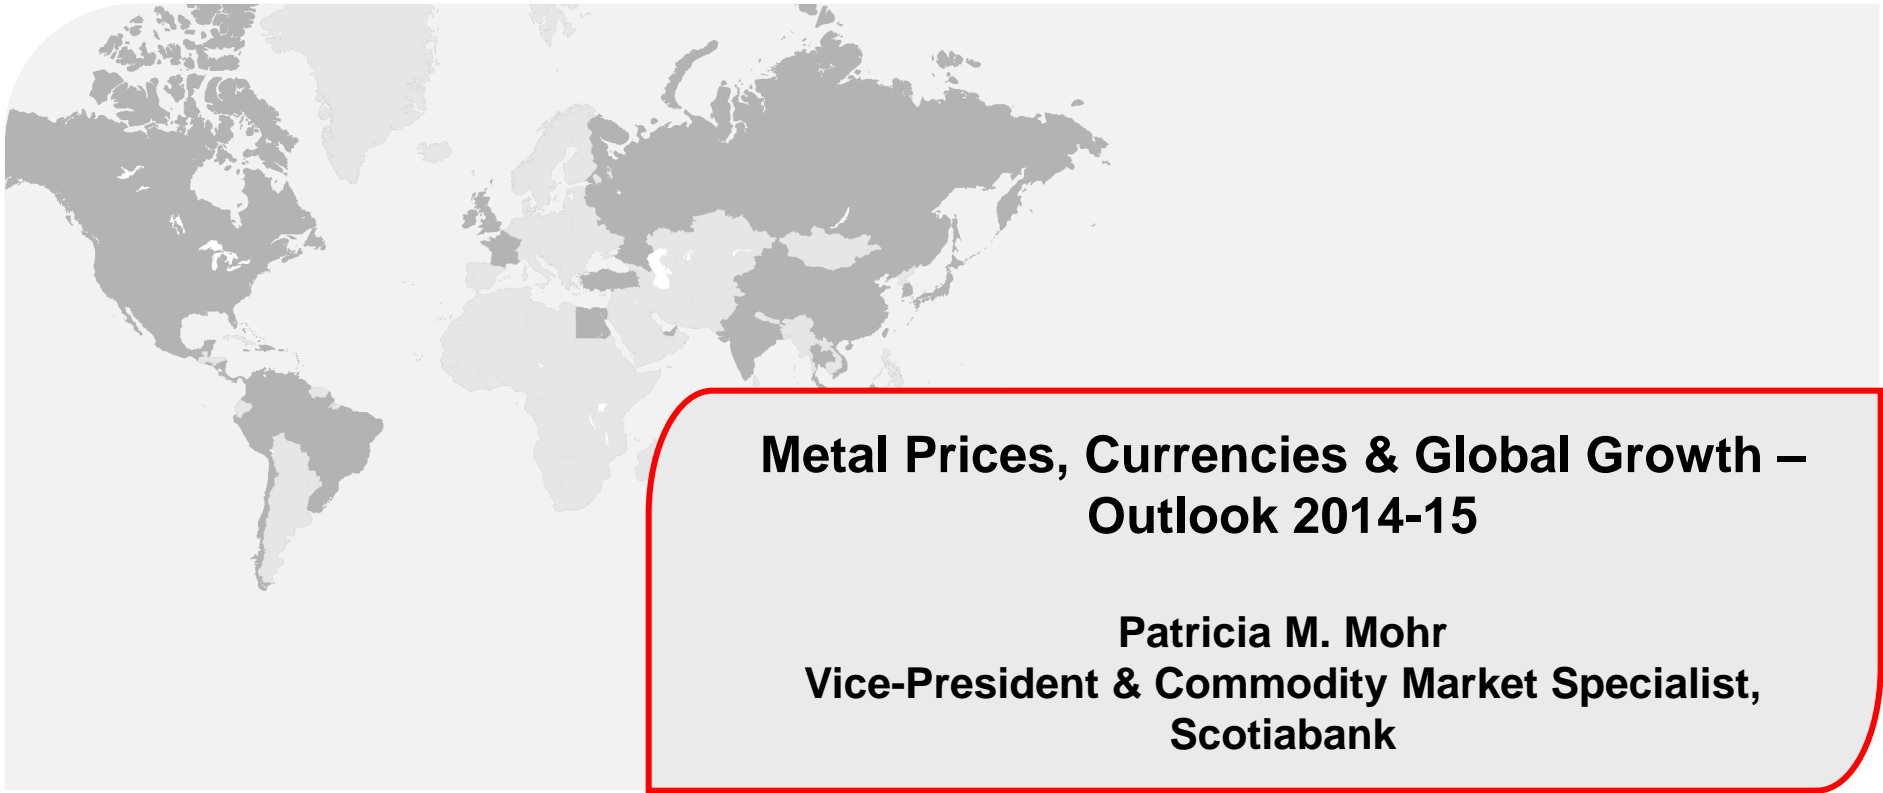 Metal Prices, Currencies & Global Growth –
Outlook 2014-15
Patricia M. Mohr
Vice-President & Commodity Market Specialist,
Scotiabank